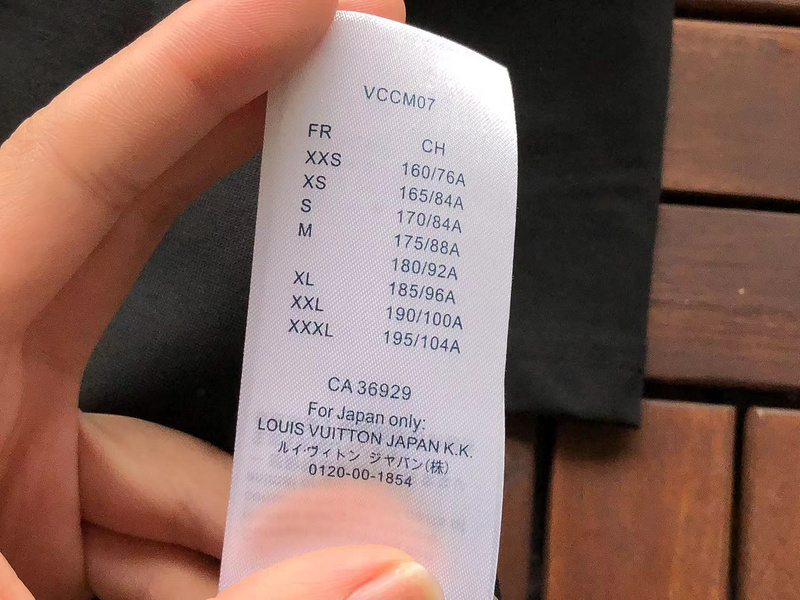 VCCM07
FR CH
XXS 160/76A
XS 165/84A
S 170/84A
M 175/88A
180/92A
XL 185/96A
XXL 190/100A
XXXL 195/104A
CA 36929
For Japan only:
LOUIS VUITTON JAPAN K.K.
ルイ・ヴィトン ジャパン(株)
0120-00-1854